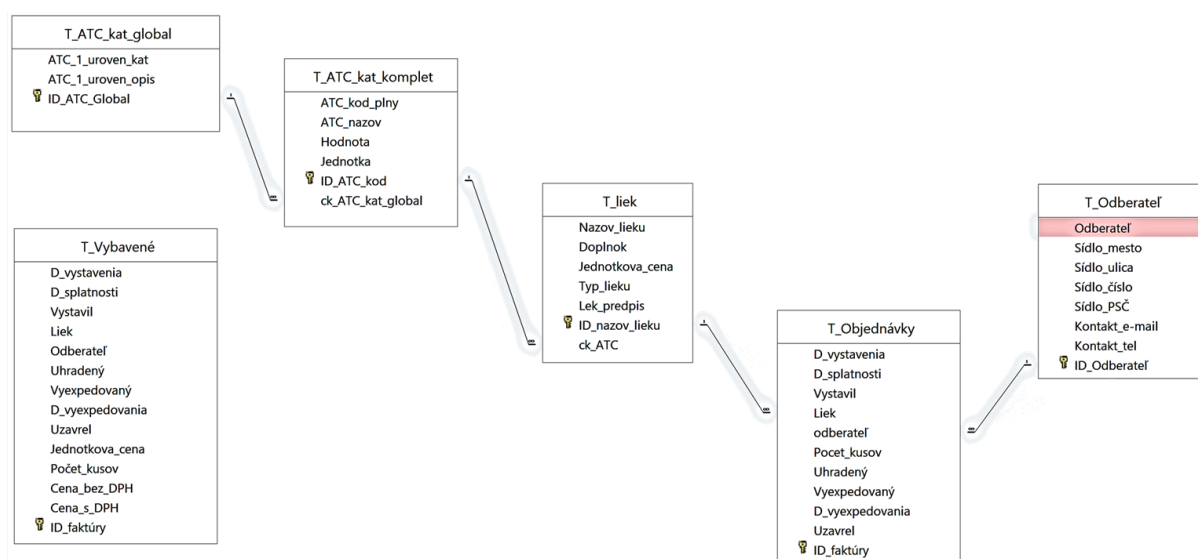 T_ATC_kat_global
ATC_1_uroven_kat
ATC_1_uroven_opis
ID_ATC_Global
T_ATC_kat_komplet
ATC_kod_plny
ATC_nazov
Hodnota
Jednotka
ID_ATC_kod
ck_ATC_kat_global
T_liek
Nazov_lieku
Doplnok
Jednotkova_cena
Typ_lieku
Lek_predpis
ID_nazov_lieku
ck_ATC
T_Odberateľ
Odberateľ
Sídlo_mesto
Sídlo_ulica
Sídlo_číslo
Sídlo_PSČ
Kontakt_e-mail
Kontakt_tel
ID_Odberateľ
T_Vybavené
D_vystavenia
D_splatnosti
Vystavil
Liek
Odberateľ
Uhradený
Vyexpedovaný
D_vyexpedovania
Uzavrel
Jednotkova_cena
Počet_kusov
Cena_bez_DPH
Cena_s_DPH
ID_faktúry
T_Objednávky
D_vystavenia
D_splatnosti
Vystavil
Liek
odberateľ
Pocet_kusov
Uhradený
Vyexpedovaný
D_vyexpedovania
Uzavrel
ID_faktúry